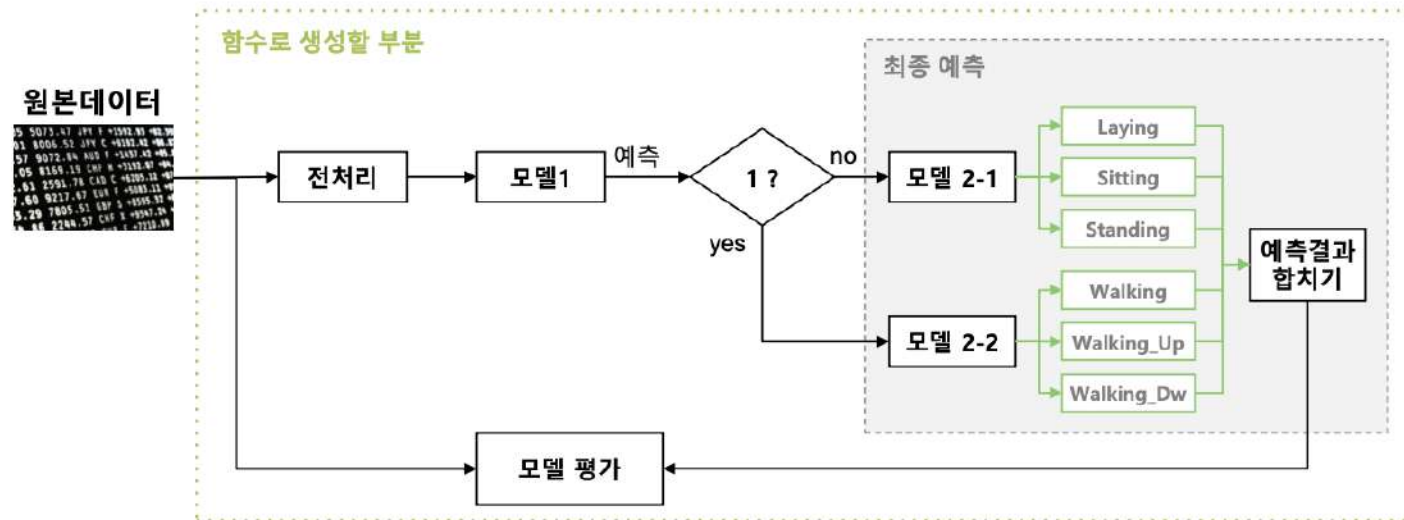 함수로 생성할 부분
최종 예측
원본데이터
전처리
모델1
예측
1 ?
no
yes
모델 2-1
Laying
Sitting
Standing
모델 2-2
Walking
Walking_Up
Walking_Dw
예측결과
합치기
모델 평가